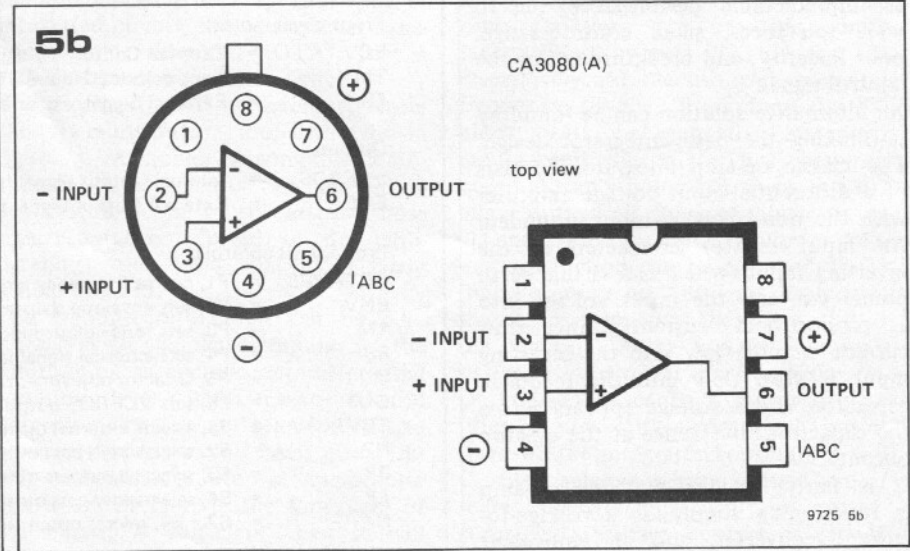 5b
CA3080 (A)
top view
8
1
7
+
- INPUT
2
-
6
OUTPUT
+
3
5
+ INPUT
4
IABC
-
1
8
- INPUT
2
-
+
+ INPUT
3
+
6
OUTPUT
-
4
5
IABC
9725 5b